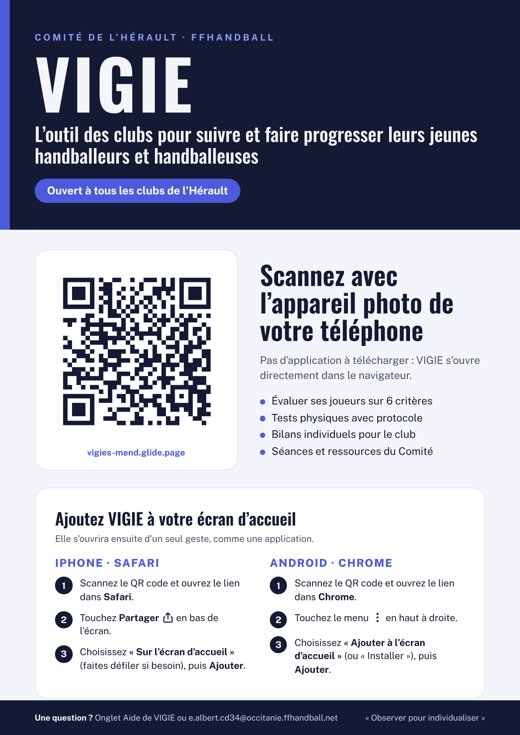 COMITÉ DE L'HÉRAULT · FFHANDBALL
VIGIE
L'outil des clubs pour suivre et faire progresser leurs jeunes
handballeurs et handballeuses
Ouvert à tous les clubs de l'Hérault
Scannez avec
l'appareil photo de
votre téléphone
Pas d'application à télécharger : VIGIE s'ouvre
directement dans le navigateur.
Évaluer ses joueurs sur 6 critères
Tests physiques avec protocole
Bilans individuels pour le club
Séances et ressources du Comité
vigies-mend.glide.page
Ajoutez VIGIE à votre écran d'accueil
Elle s'ouvrira ensuite d'un seul geste, comme une application.
IPHONE · SAFARI
1 Scannez le QR code et ouvrez le lien
dans Safari.
2 Touchez Partager en bas de
l'écran.
3 Choisissez « Sur l'écran d'accueil »
(faites défiler si besoin), puis Ajouter.
ANDROID · CHROME
1 Scannez le QR code et ouvrez le lien
dans Chrome.
2 Touchez le menu ⋮ en haut à droite.
3 Choisissez « Ajouter à l'écran
d'accueil » (ou « Installer »), puis
Ajouter.
Une question ? Onglet Aide de VIGIE ou e.albert.cd34@occitanie.ffhandball.net
« Observer pour individualiser »